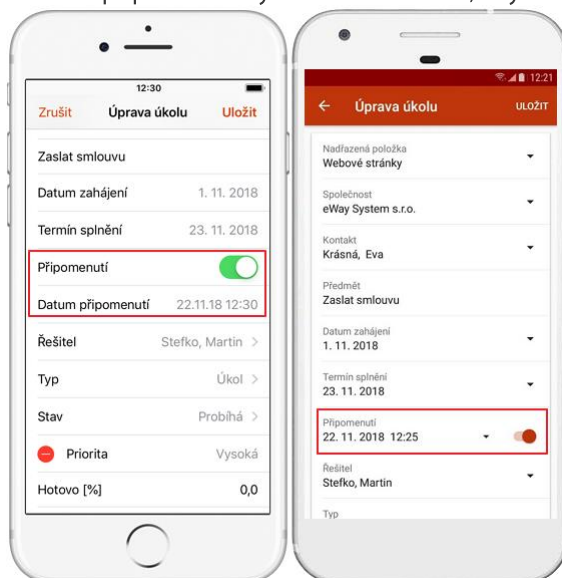 12:30
Zrušit Úprava úkolu Uložit
Zaslat smlouvu
Datum zahájení 1. 11. 2018
Termín splnění 23. 11. 2018
Připomenutí
Datum připomenutí 22.11.18 12:30
Řešitel Stefko, Martin
Typ Úkol
Stav Probíhá
Priorita Vysoká
Hotovo [%] 0,0
12:21
Úprava úkolu ULOŽIT
Nadřazená položka
Webové stránky
Společnost
eWay System s.r.o.
Kontakt
Krásná, Eva
Předmět
Zaslat smlouvu
Datum zahájení
1. 11. 2018
Termín splnění
23. 11. 2018
Připomenutí
22. 11. 2018 12:25
Řešitel
Stefko, Martin
Typ